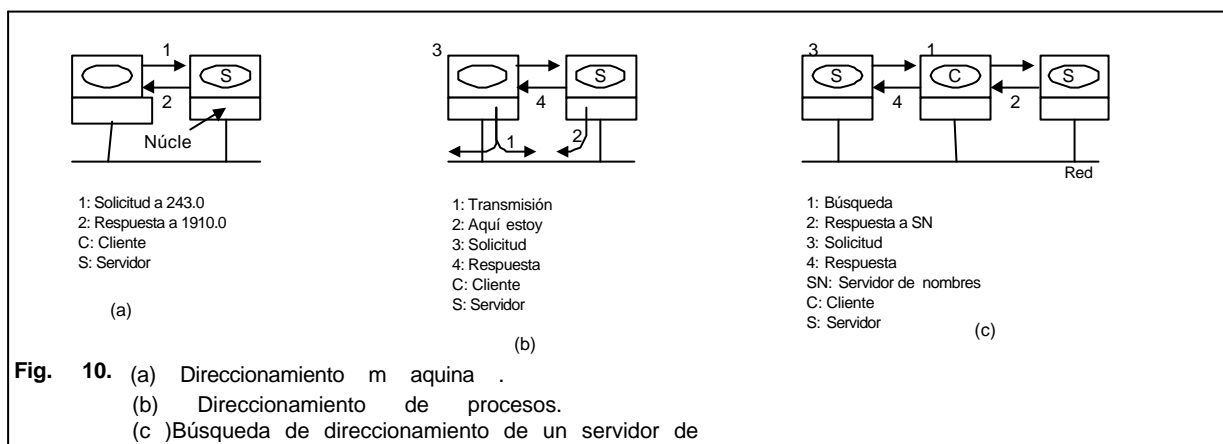 1
S
2
Núcle
1: Solicitud a 243.0
2: Respuesta a 1910.0
C: Cliente
S: Servidor
(a)
3
S
4
1
2
1: Transmisión
2: Aquí estoy
3: Solicitud
4: Respuesta
C: Cliente
S: Servidor
(b)
3
1
S
C
S
4
2
Red
1: Búsqueda
2: Respuesta a SN
3: Solicitud
4: Respuesta
SN: Servidor de nombres
C: Cliente
S: Servidor
(c)
Fig. 10. (a) Direccionamiento m aquina .
(b) Direccionamiento de procesos.
(c )Búsqueda de direccionamiento de un servidor de